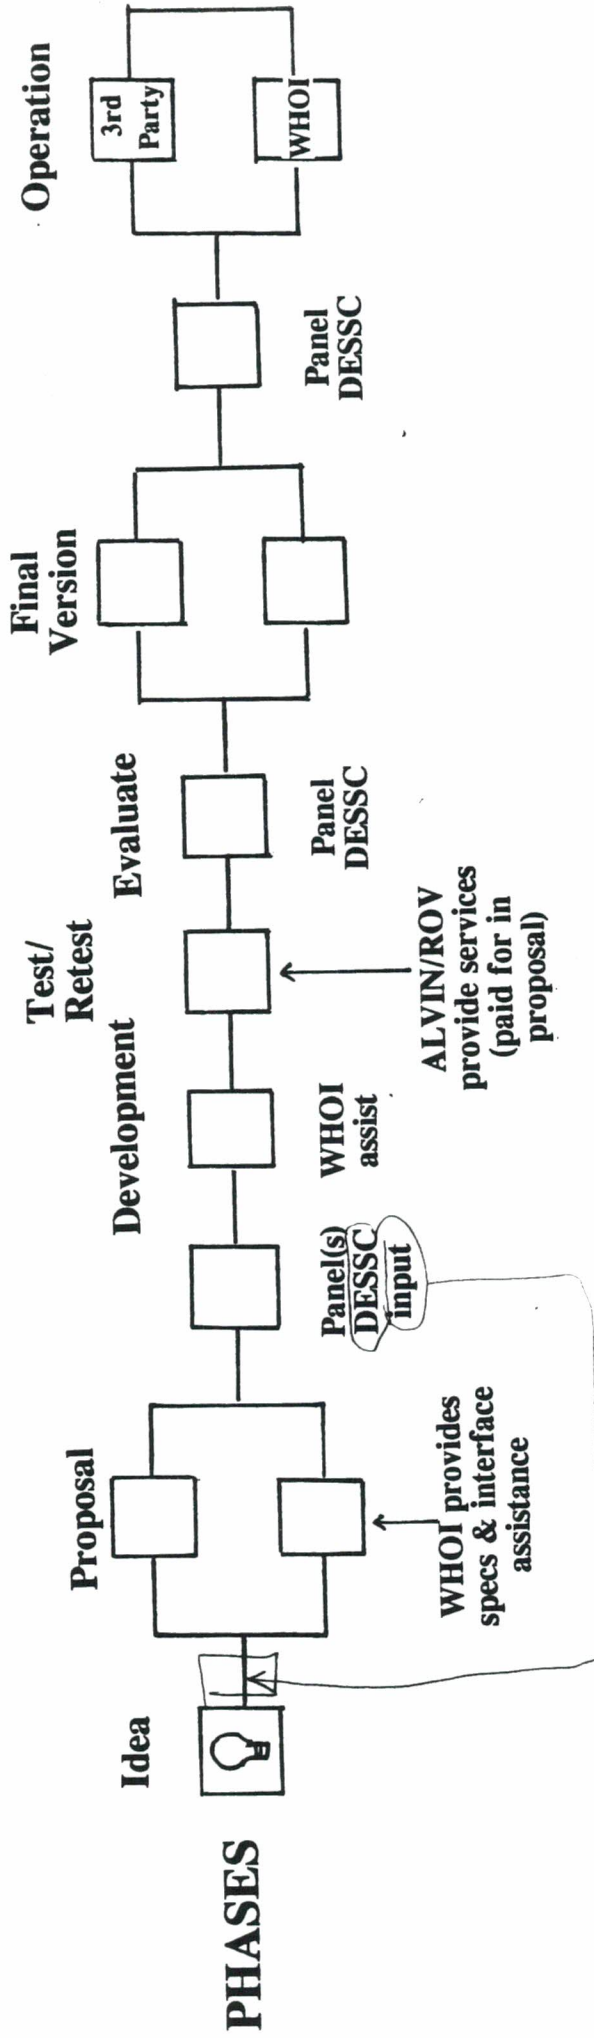 PHASES
Idea
Proposal
WHOI provides
specs & interface
assistance
Panel(s)
DESSC
input
Development
WHOI
assist
Test/
Retest
ALVIN/ROV
provide services
(paid for in
proposal)
Evaluate
Panel
DESSC
Final
Version
Panel
DESSC
Operation
3rd
Party
WHOI